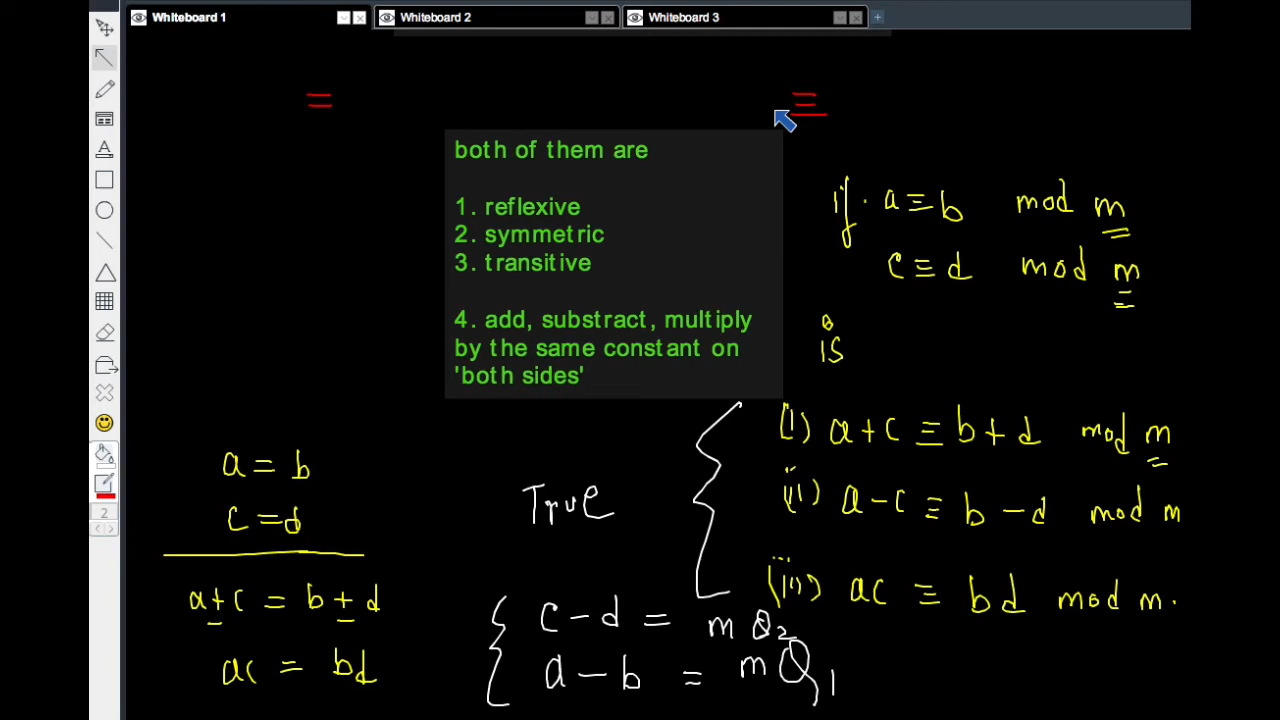 Whiteboard 1
Whiteboard 2
Whiteboard 3
=
≡
both of them are
1. reflexive
2. symmetric
3. transitive
4. add, substract, multiply
by the same constant on
'both sides'
if a ≡ b mod m
c ≡ d mod m
is
(i) a + c ≡ b + d mod m
(ii) a - c ≡ b - d mod m
(iii) ac ≡ bd mod m.
True
a = b
c = d
a + c = b + d
ac = bd
c - d = m Q2
a - b = m Q1
2